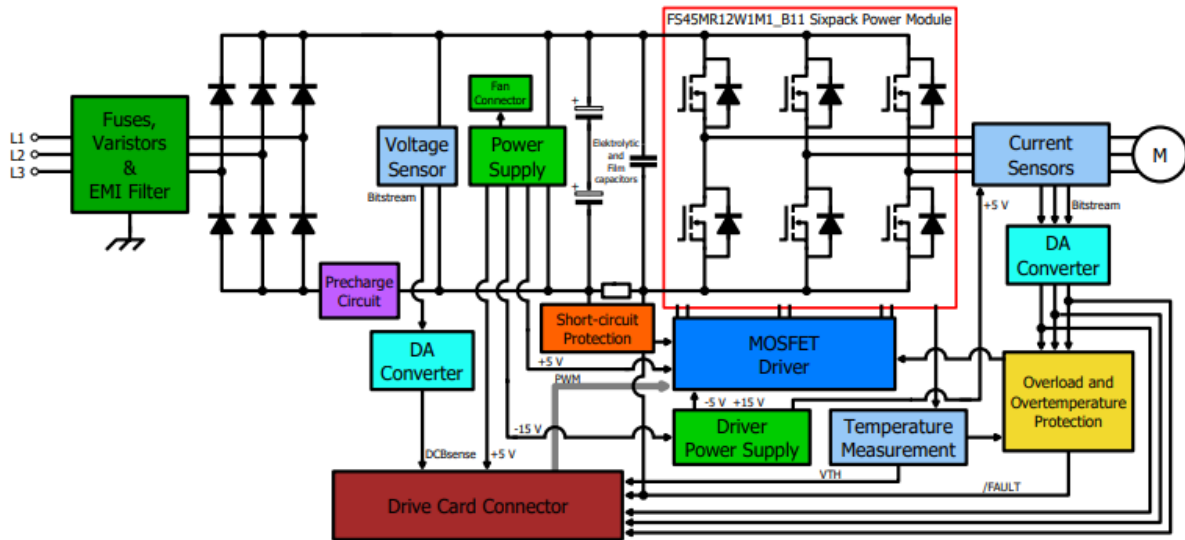 FS45MR12W1M1_B11 Sixpack Power Module
Fan
Connector
Fuses,
Varistors
&
EMI Filter
L1
L2
L3
Voltage
Sensor
Power
Supply
+
+
Elektrolytic
and
Film
capacitors
Current
Sensors
M
Bitstream
+5 V
Bitstream
DA
Converter
Precharge
Circuit
Short-circuit
Protection
MOSFET
Driver
DA
Converter
+5 V
PWM
Overload and
Overtemperature
Protection
-5 V +15 V
-15 V
Driver
Power Supply
Temperature
Measurement
DCBsense
+5 V
VTH
/FAULT
Drive Card Connector